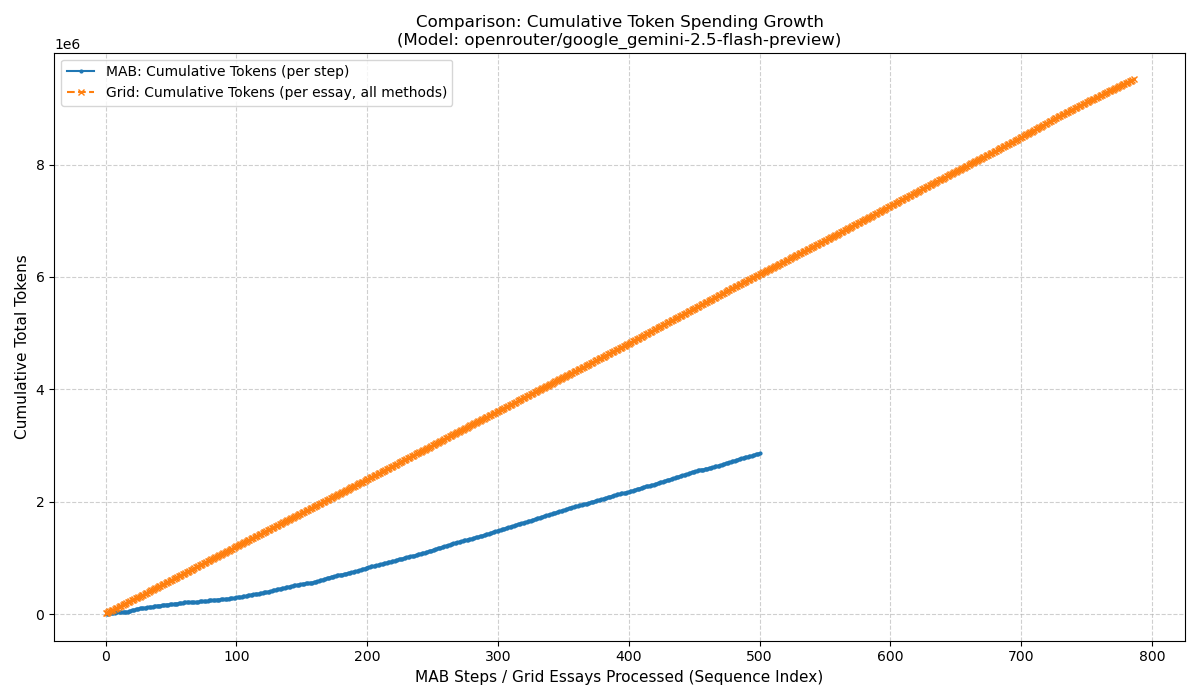 Comparison: Cumulative Token Spending Growth
(Model: openrouter/google_gemini-2.5-flash-preview)
1e6
MAB: Cumulative Tokens (per step)
Grid: Cumulative Tokens (per essay, all methods)
8
6
4
2
0
Cumulative Total Tokens
0 100 200 300 400 500 600 700 800
MAB Steps / Grid Essays Processed (Sequence Index)